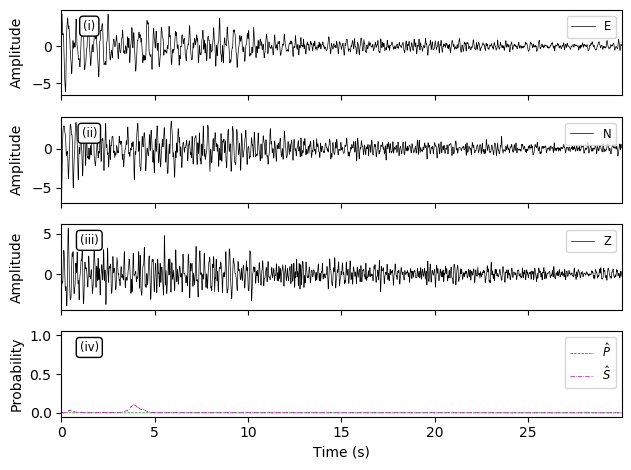 (i)
E
Amplitude
0
−5
(ii)
N
Amplitude
0
−5
(iii)
Z
Amplitude
5
0
(iv)
P̂
Ŝ
Probability
1.0
0.5
0.0
0 5 10 15 20 25
Time (s)